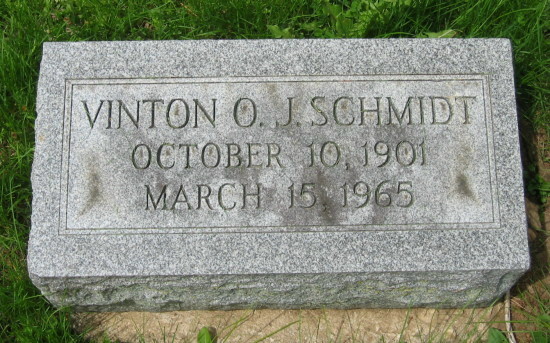 VINTON O. J. SCHMIDT
OCTOBER 10, 1901
MARCH 15, 1965